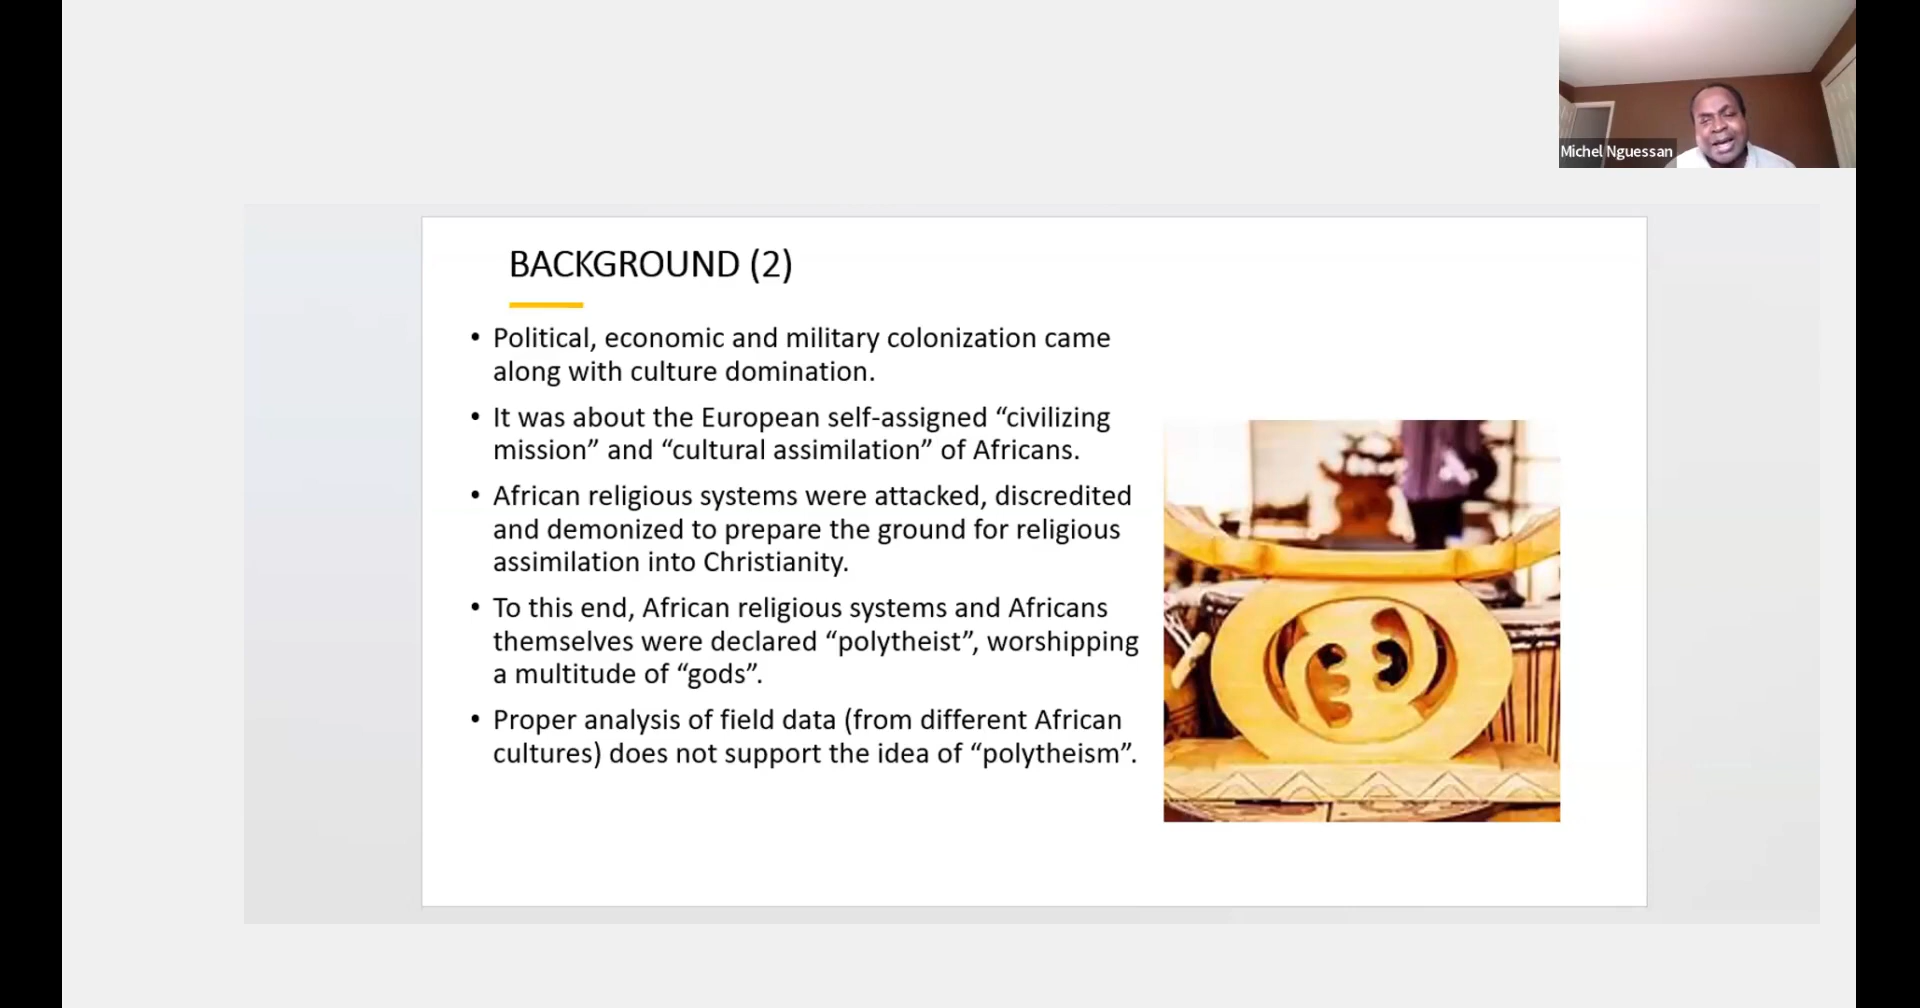 Michel Nguessan
BACKGROUND (2)
• Political, economic and military colonization came
along with culture domination.
• It was about the European self-assigned “civilizing
mission” and “cultural assimilation” of Africans.
• African religious systems were attacked, discredited
and demonized to prepare the ground for religious
assimilation into Christianity.
• To this end, African religious systems and Africans
themselves were declared “polytheist”, worshipping
a multitude of “gods”.
• Proper analysis of field data (from different African
cultures) does not support the idea of “polytheism”.